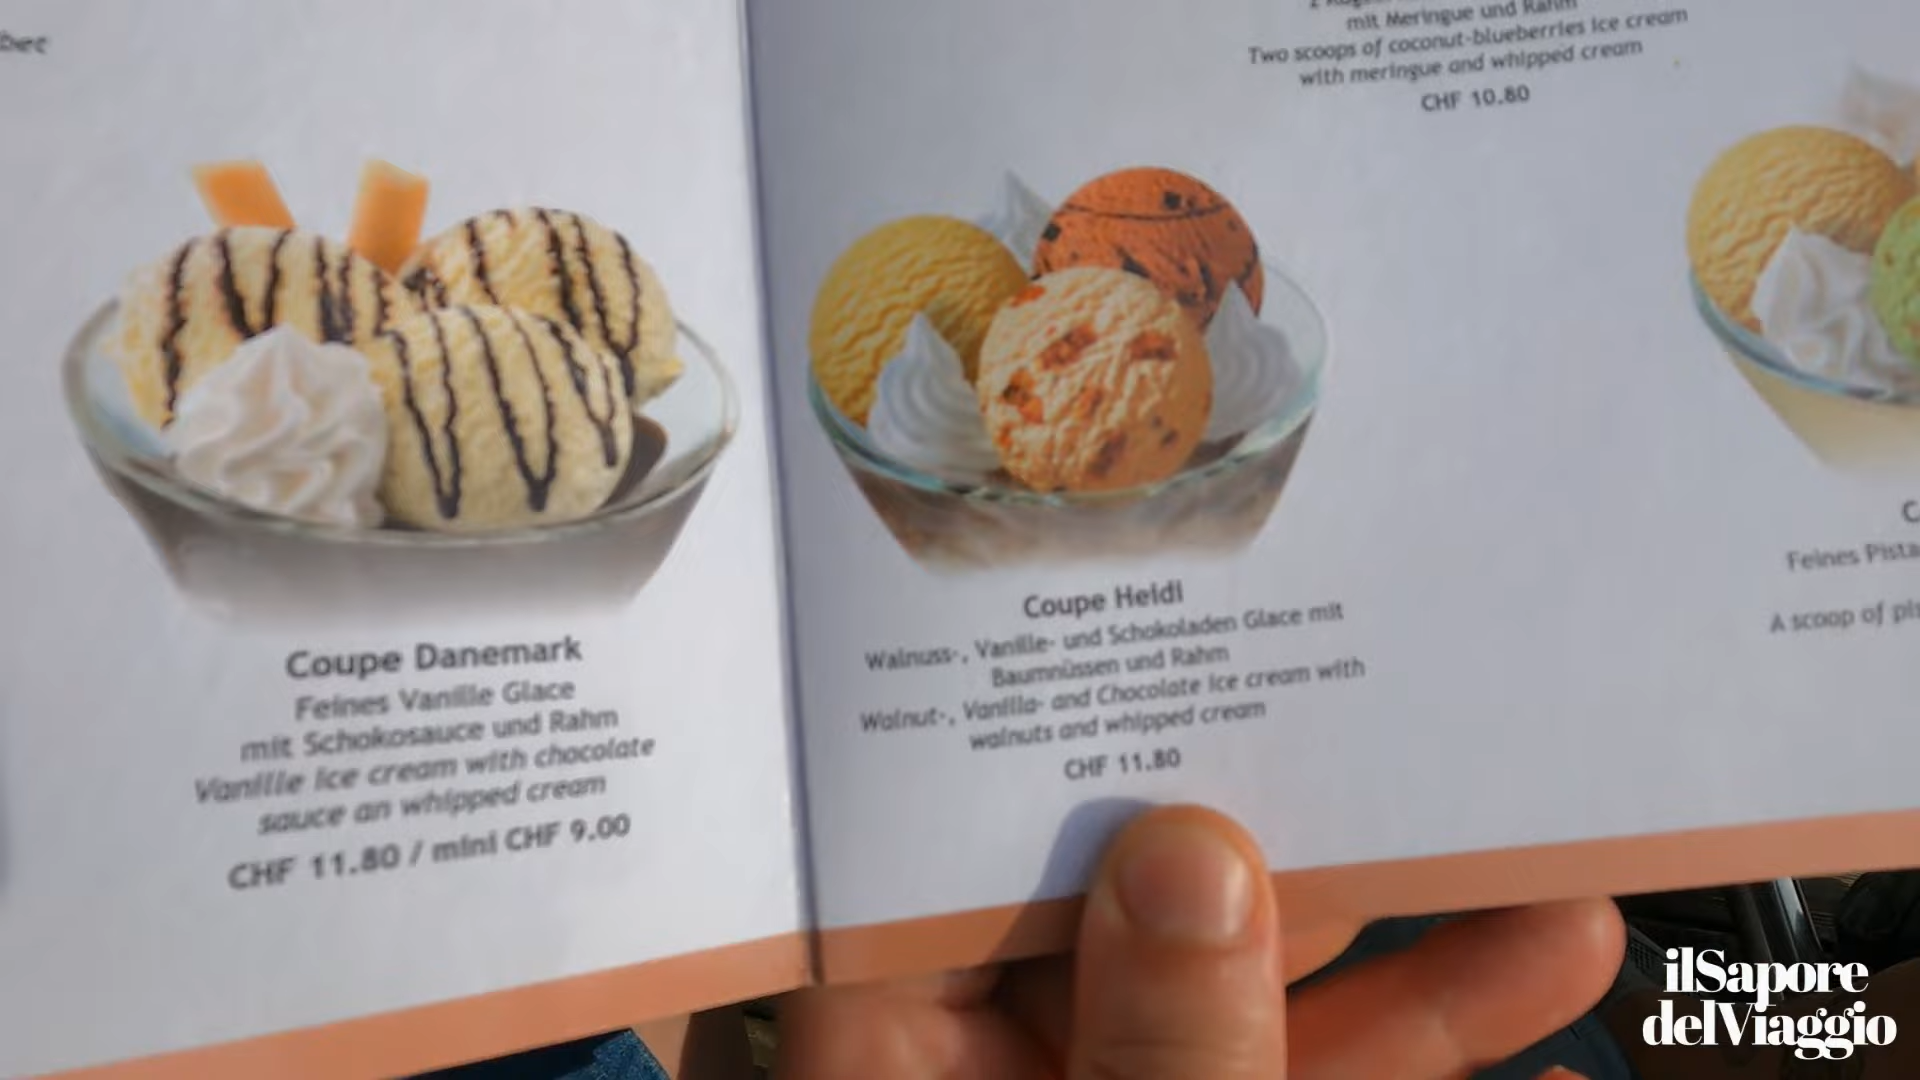 Coupe Danemark
Feines Vanille Glace
mit Schokosauce und Rahm
Vanille ice cream with chocolate
sauce an whipped cream
CHF 11.80 / mini CHF 9.00
mit Meringue und Rahm
Two scoops of coconut-blueberries ice cream
with meringue and whipped cream
CHF 10.80
Coupe Heidi
Walnuss-, Vanille- und Schokoladen Glace mit
Baumnüssen und Rahm
Walnut-, Vanilla- and Chocolate ice cream with
walnuts and whipped cream
CHF 11.80
Feines
A scoop of
ilSapore
delViaggio